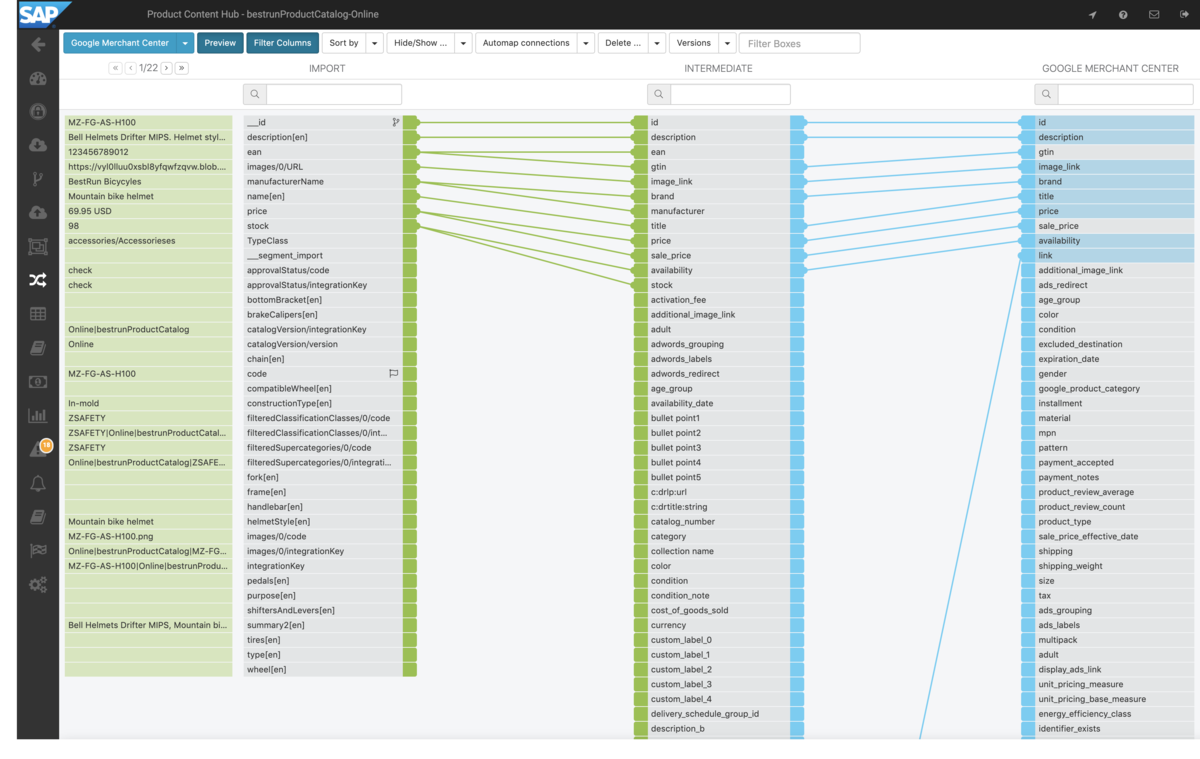 SAP
Product Content Hub - bestrunProductCatalog-Online
Google Merchant Center
Preview
Filter Columns
Sort by
Hide/Show ...
Automap connections
Delete ...
Versions
Filter Boxes
« ‹ 1/22 › »
IMPORT
INTERMEDIATE
GOOGLE MERCHANT CENTER
MZ-FG-AS-H100 __id id id
Bell Helmets Drifter MIPS. Helmet styl... description[en] description description
123456789012 ean ean gtin
https://vyl0lluu0xsbl8yfqwfzqvw.blob.... images/0/URL gtin image_link
BestRun Bicycyles manufacturerName image_link brand
Mountain bike helmet name[en] brand title
69.95 USD price manufacturer price
98 stock title sale_price
accessories/Accessorieses TypeClass price availability
__segment_import sale_price link
check approvalStatus/code availability additional_image_link
check approvalStatus/integrationKey stock ads_redirect
bottomBracket[en] activation_fee age_group
brakeCalipers[en] additional_image_link color
Online|bestrunProductCatalog catalogVersion/integrationKey adult condition
Online catalogVersion/version adwords_grouping excluded_destination
chain[en] adwords_labels expiration_date
MZ-FG-AS-H100 code adwords_redirect gender
compatibleWheel[en] age_group google_product_category
In-mold constructionType[en] availability_date installment
ZSAFETY filteredClassificationClasses/0/code bullet point1 material
ZSAFETY|Online|bestrunProductCatal... filteredClassificationClasses/0/int... bullet point2 mpn
ZSAFETY filteredSupercategories/0/code bullet point3 pattern
Online|bestrunProductCatalog|ZSAFE... filteredSupercategories/0/integrati... bullet point4 payment_accepted
fork[en] bullet point5 payment_notes
frame[en] c:drlp:url product_review_average
handlebar[en] c:drtitle:string product_review_count
Mountain bike helmet helmetStyle[en] catalog_number product_type
MZ-FG-AS-H100.png images/0/code category sale_price_effective_date
Online|bestrunProductCatalog|MZ-FG... images/0/integrationKey collection name shipping
MZ-FG-AS-H100|Online|bestrunProdu... integrationKey color shipping_weight
pedals[en] condition size
purpose[en] condition_note tax
shiftersAndLevers[en] cost_of_goods_sold ads_grouping
Bell Helmets Drifter MIPS, Mountain bi... summary2[en] currency ads_labels
tires[en] custom_label_0 multipack
type[en] custom_label_1 adult
wheel[en] custom_label_2 display_ads_link
custom_label_3 unit_pricing_measure
custom_label_4 unit_pricing_base_measure
delivery_schedule_group_id energy_efficiency_class
description_b identifier_exists
18